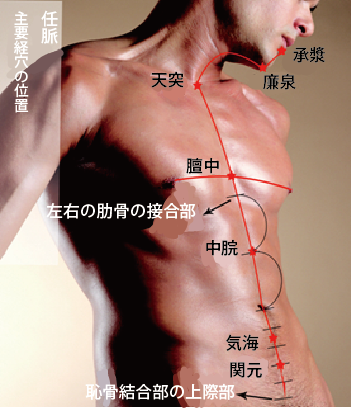 任脈
主要経穴の位置
承漿
廉泉
天突
膻中
左右の肋骨の接合部
中脘
気海
関元
恥骨結合部の上際部